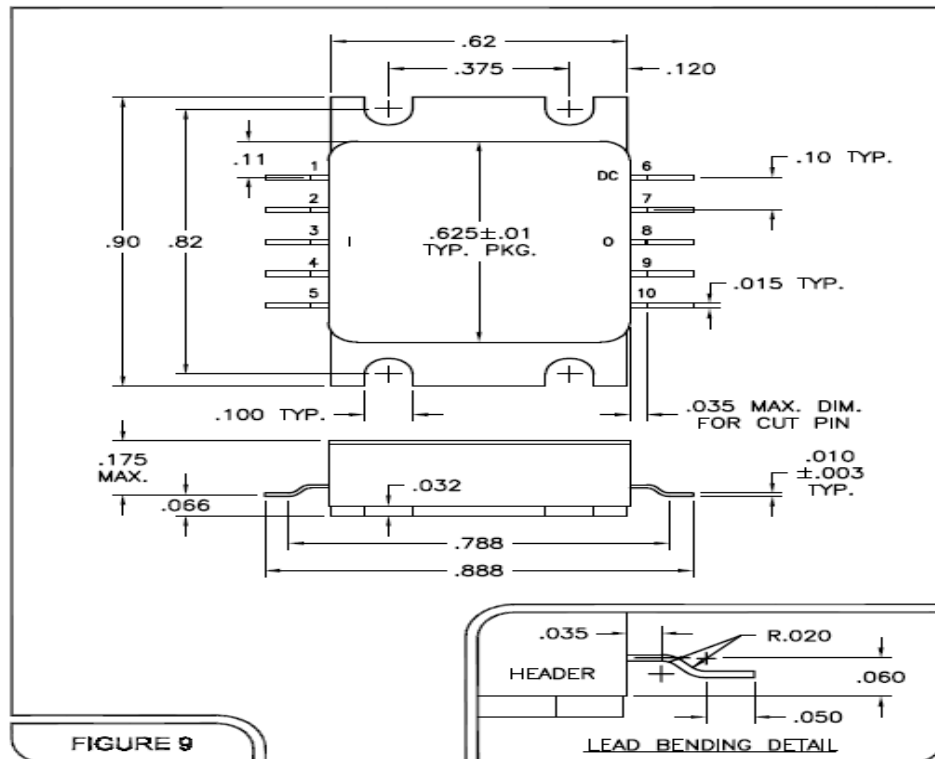 .62
.375
.120
.11
1
DC
6
.10 TYP.
2
7
.90
.82
3
I
.625±.01
TYP. PKG.
O
8
4
9
.015 TYP.
5
10
.100 TYP.
.035 MAX. DIM.
FOR CUT PIN
.175
MAX.
.032
.010
±.003
TYP.
.066
.788
.888
.035
R.020
HEADER
.060
.050
FIGURE 9
LEAD BENDING DETAIL